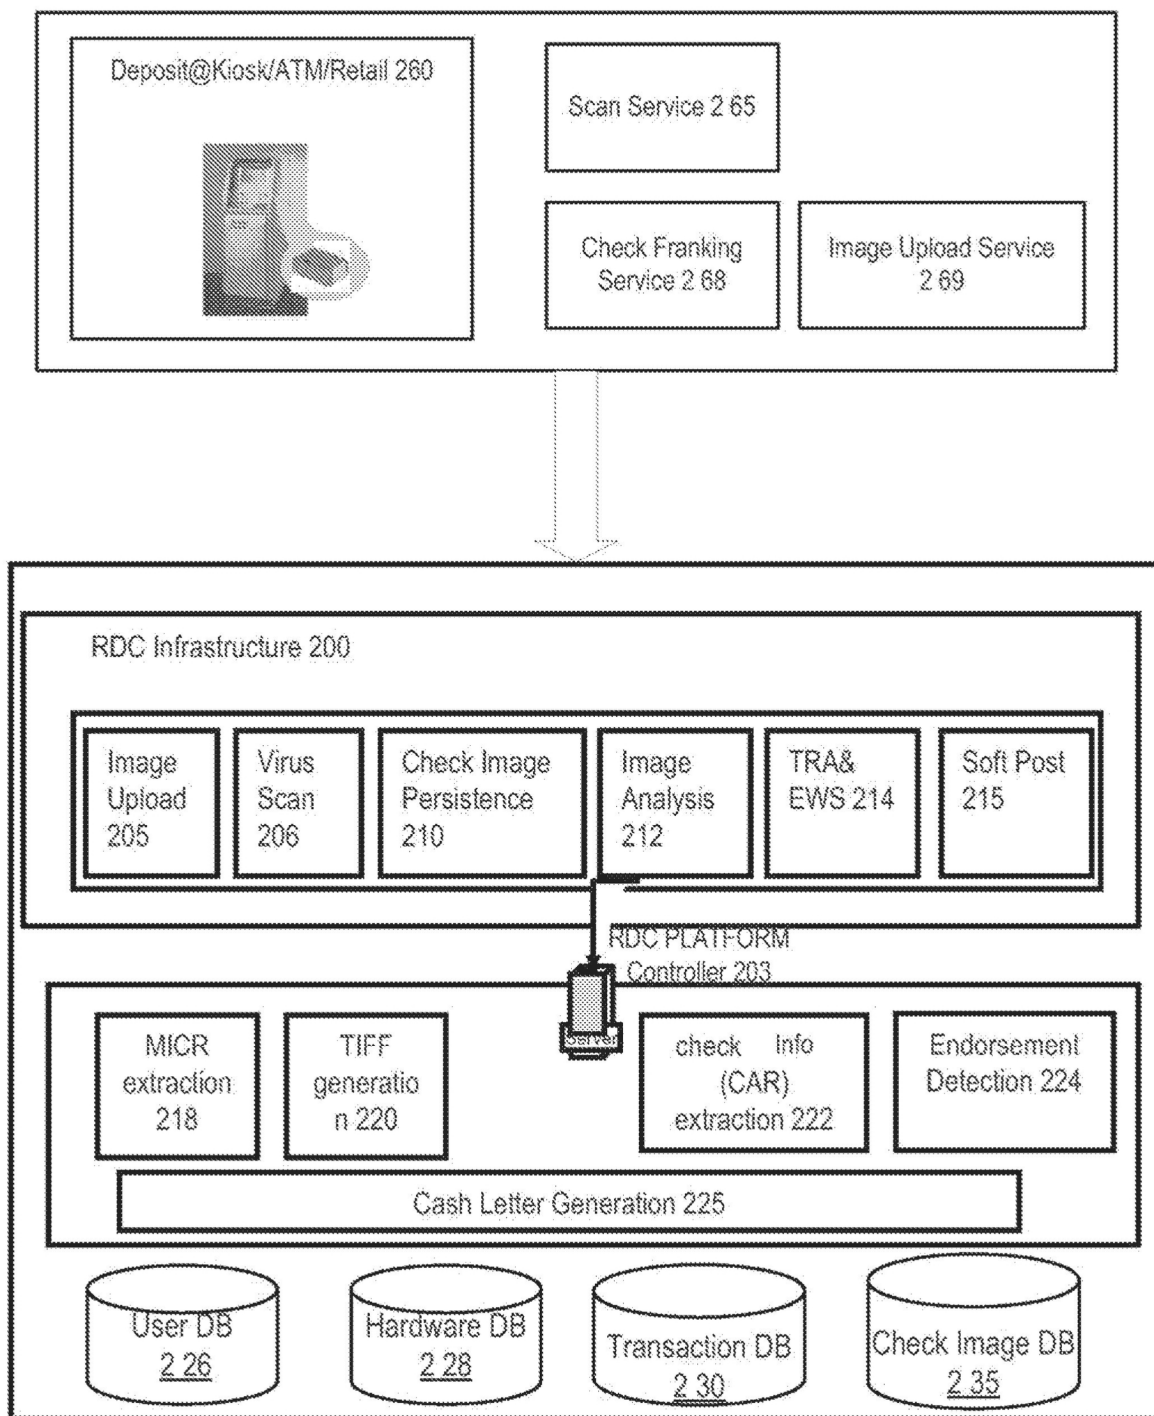 Deposit@Kiosk/ATM/Retail 260
Scan Service 2 65
Check Franking
Service 2 68
Image Upload Service
2 69
RDC Infrastructure 200
Image
Upload
205
Virus
Scan
206
Check Image
Persistence
210
Image
Analysis
212
TRA&
EWS 214
Soft Post
215
RDC PLATFORM
Controller 203
Server
MICR
extraction
218
TIFF
generatio
n 220
check Info
(CAR)
extraction 222
Endorsement
Detection 224
Cash Letter Generation 225
User DB
2 26
Hardware DB
2 28
Transaction DB
2 30
Check Image DB
2 35